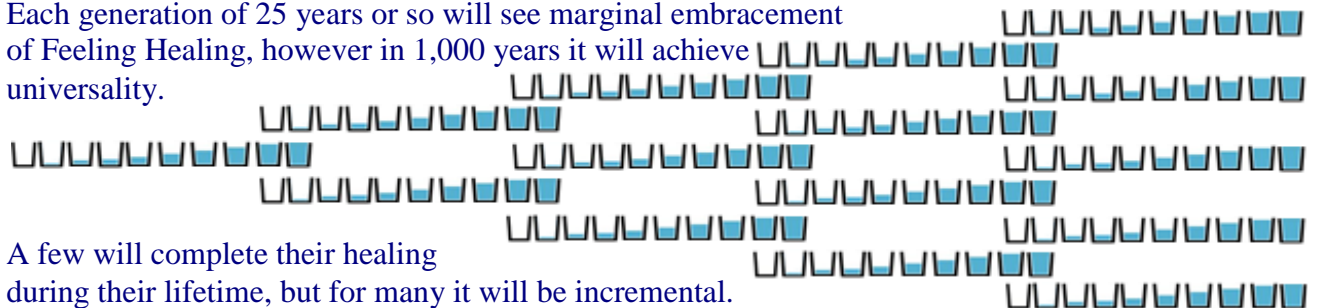 Each generation of 25 years or so will see marginal embracement
of Feeling Healing, however in 1,000 years it will achieve
universality.
A few will complete their healing
during their lifetime, but for many it will be incremental.